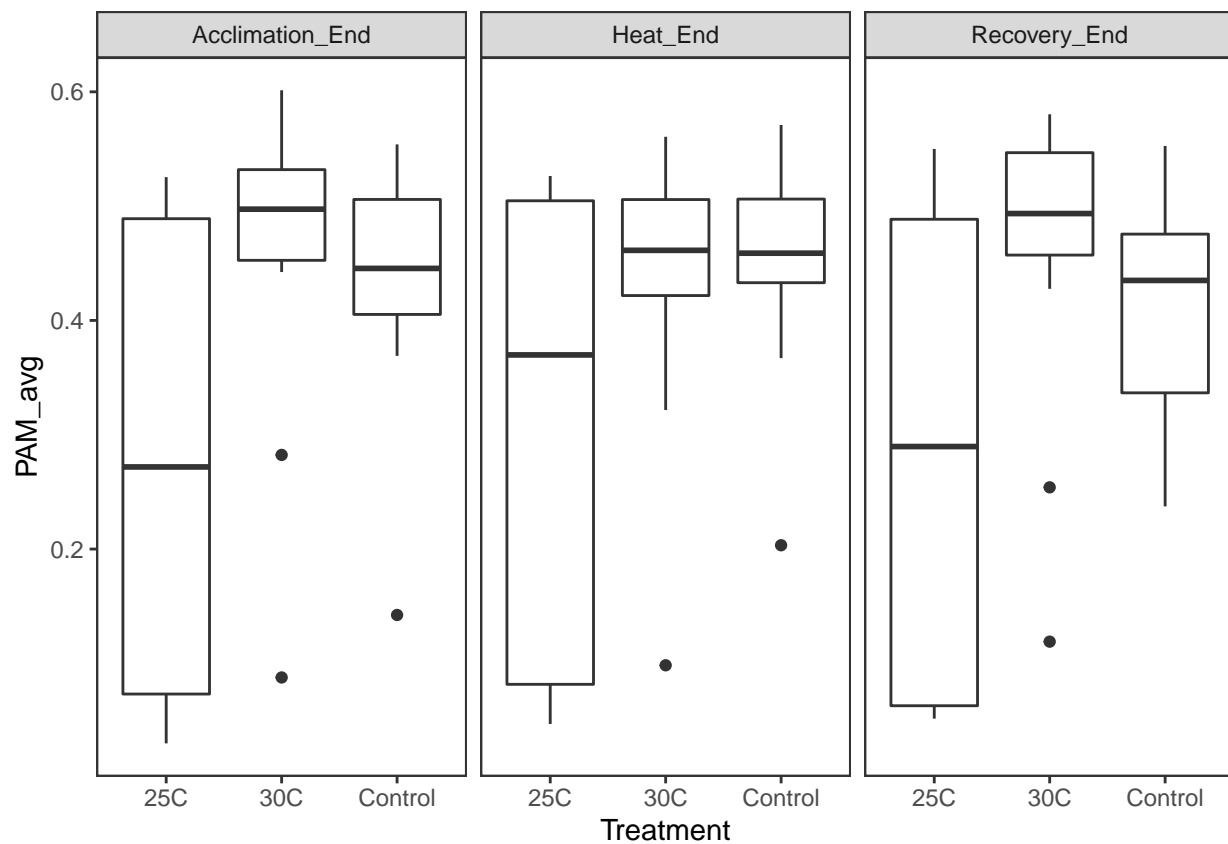 Acclimation_End Heat_End Recovery_End
0.6
0.4
0.2
PAM_avg
25C 30C Control 25C 30C Control 25C 30C Control
Treatment